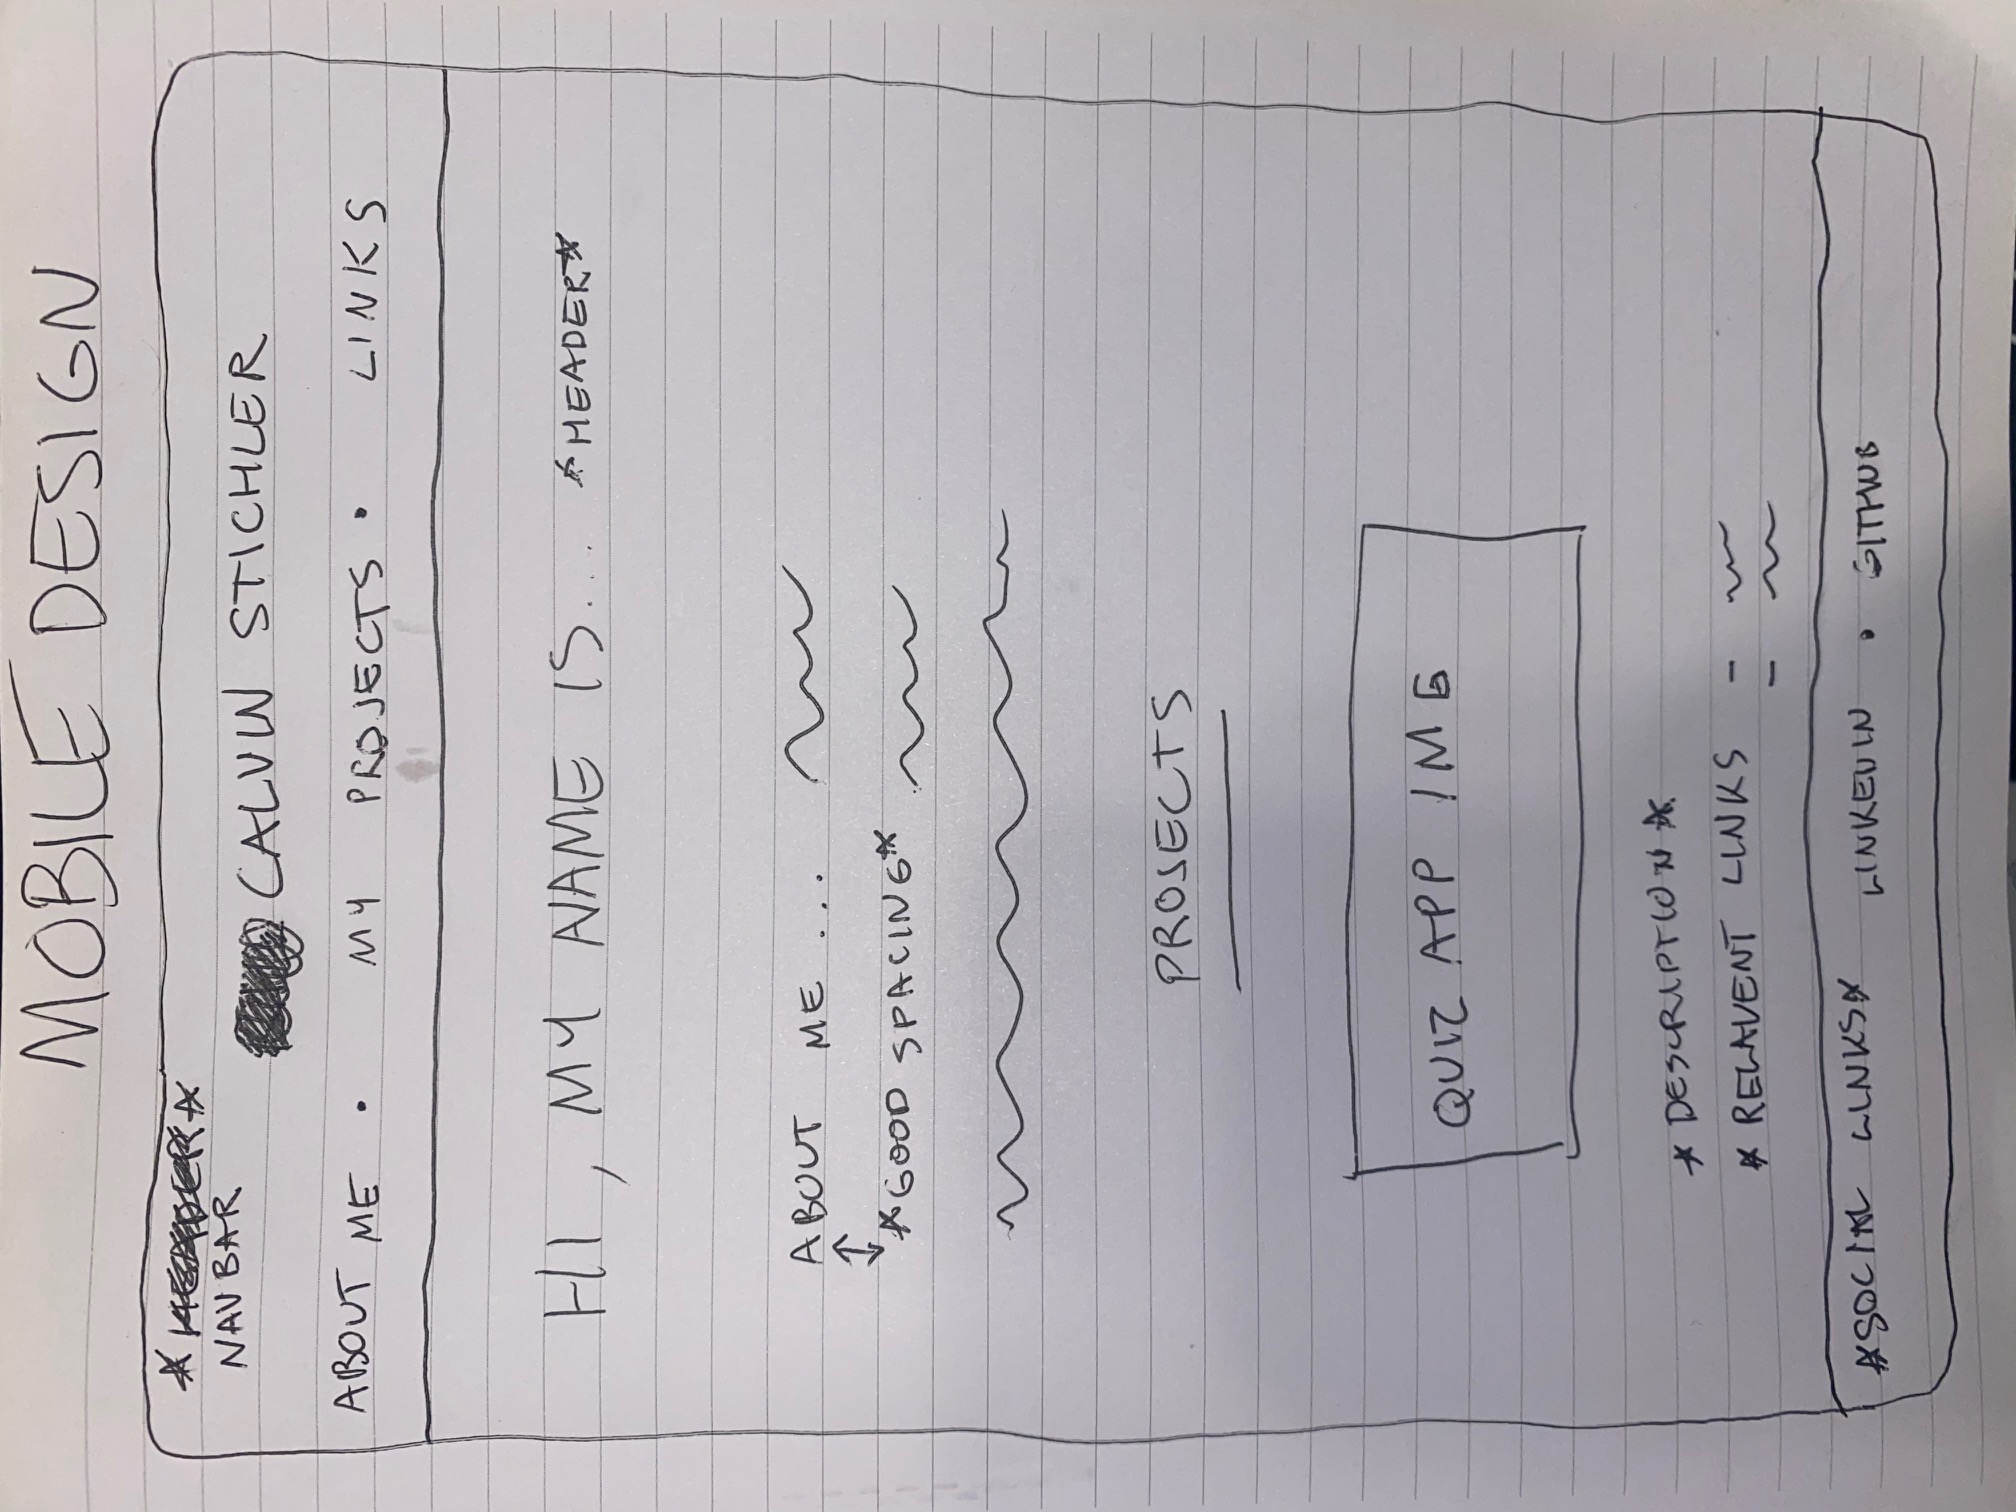 MOBILE DESIGN
* HEADER *
NAV BAR
CALVIN STICHLER
ABOUT ME • MY PROJECTS • LINKS
HI, MY NAME IS... *HEADER*
ABOUT ME ...
*GOOD SPACING*
PROJECTS
QUIZ APP IMG
* DESCRIPTION *
* RELAVENT LINKS -
-
*SOCIAL LINKS* LINKEDIN • GITHUB